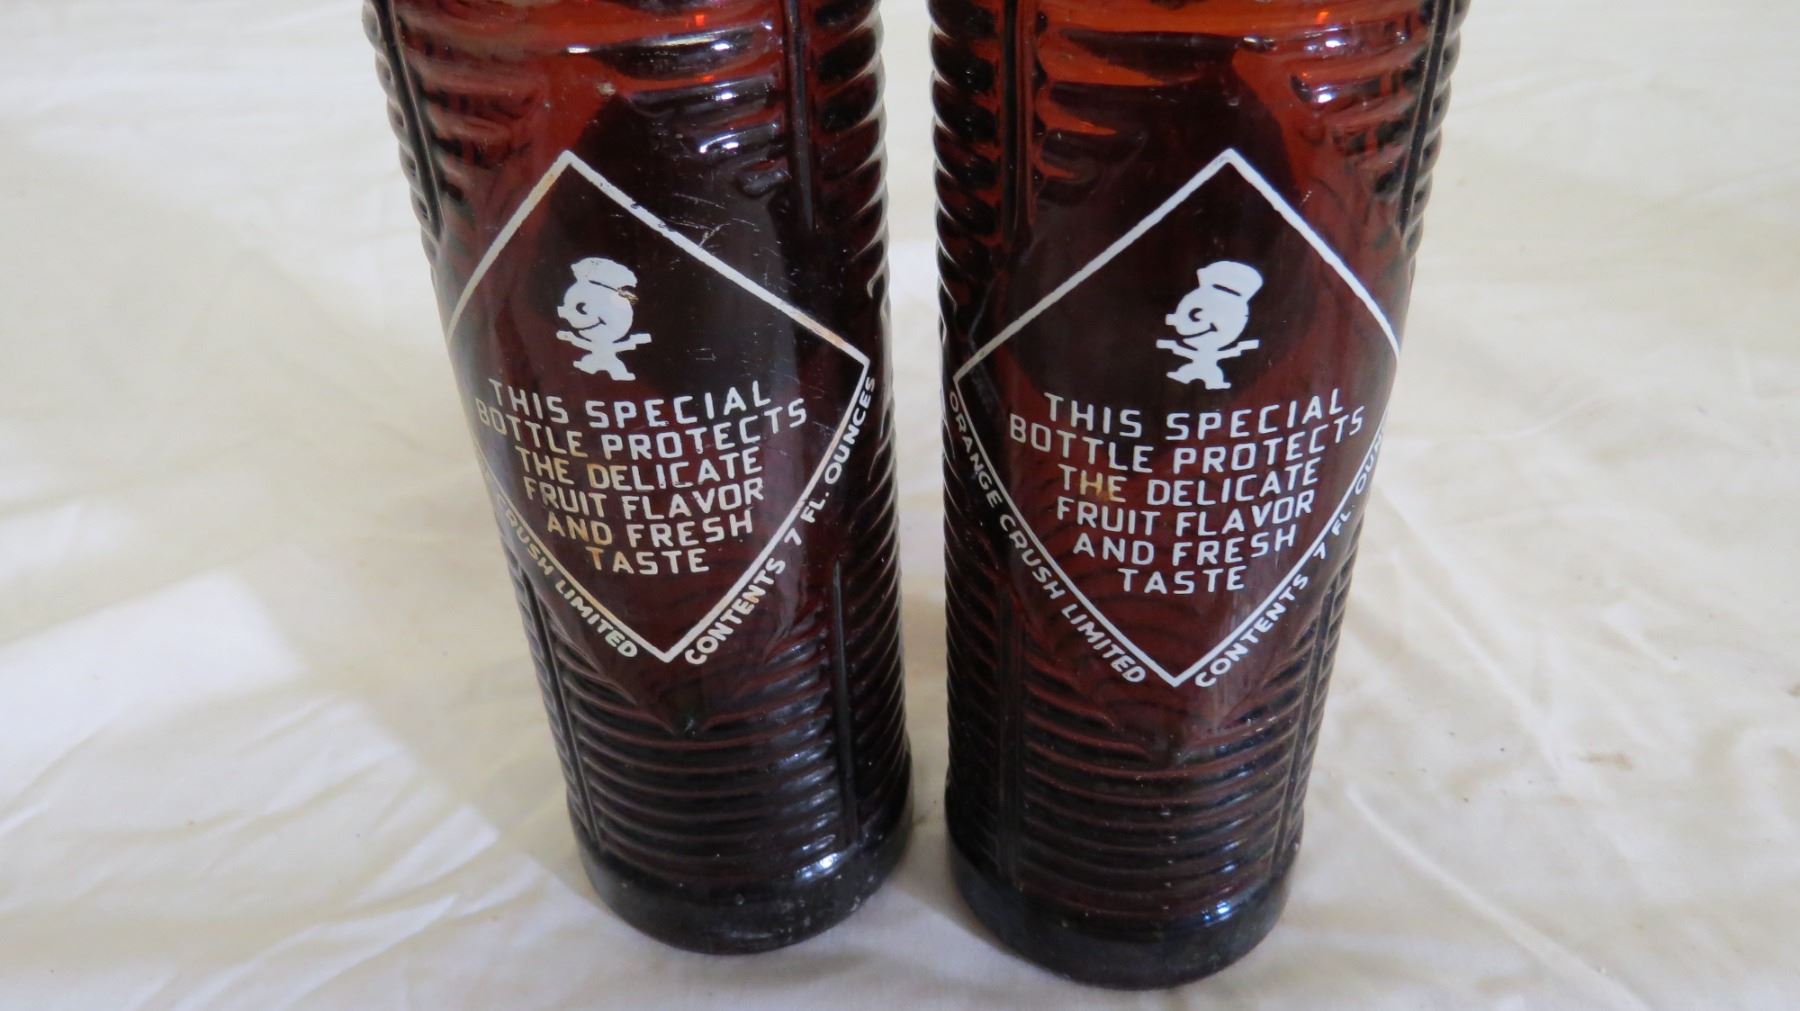 THIS SPECIAL
BOTTLE PROTECTS
THE DELICATE
FRUIT FLAVOR
AND FRESH
TASTE
CRUSH LIMITED
CONTENTS 7 FL. OUNCES
THIS SPECIAL
BOTTLE PROTECTS
THE DELICATE
FRUIT FLAVOR
AND FRESH
TASTE
ORANGE CRUSH LIMITED
CONTENTS 7 FL.